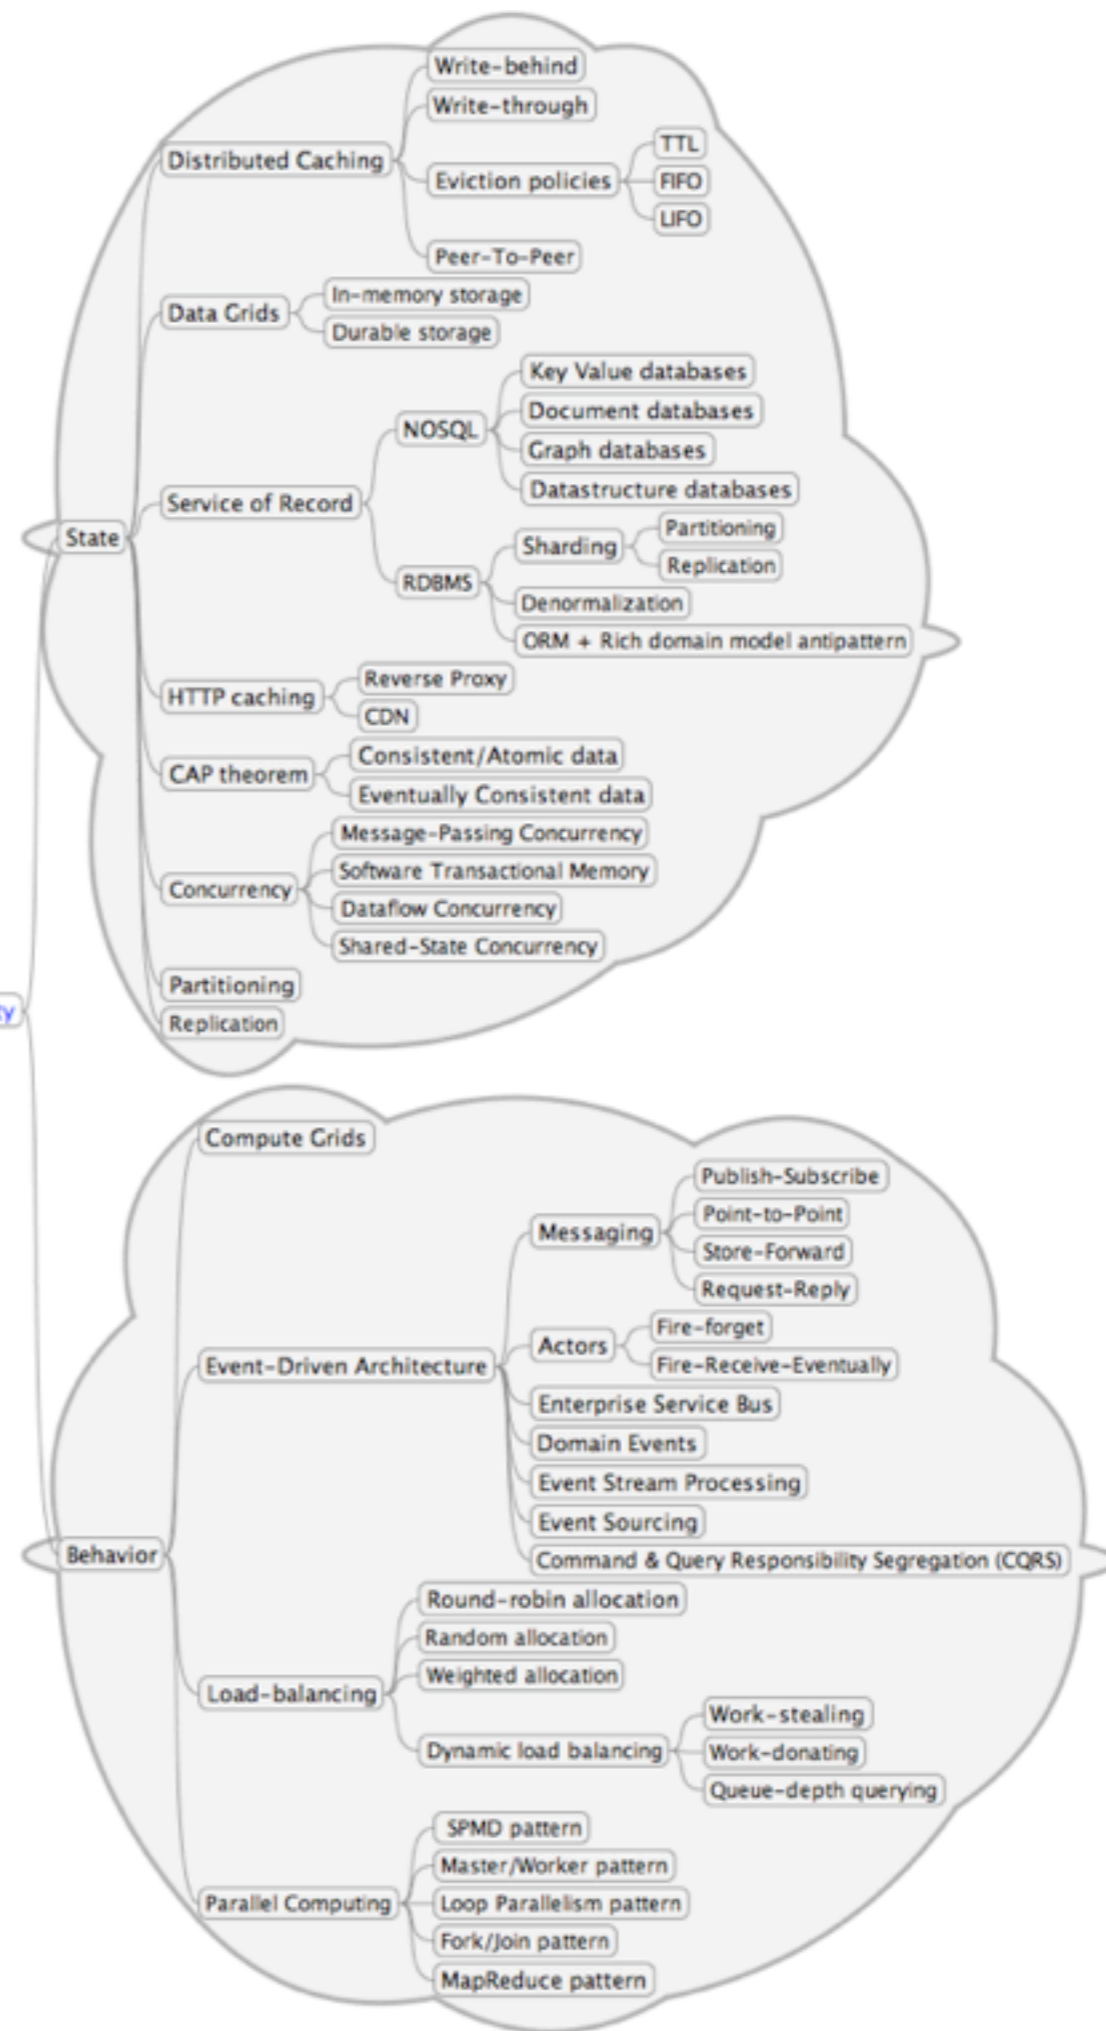 Write-behind
Write-through
Distributed Caching
TTL
Eviction policies
FIFO
LIFO
Peer-To-Peer
In-memory storage
Data Grids
Durable storage
Key Value databases
Document databases
NOSQL
Graph databases
Datastructure databases
Service of Record
Partitioning
State
Sharding
Replication
RDBMS
Denormalization
ORM + Rich domain model antipattern
Reverse Proxy
HTTP caching
CDN
Consistent/Atomic data
CAP theorem
Eventually Consistent data
Message-Passing Concurrency
Software Transactional Memory
Concurrency
Dataflow Concurrency
Shared-State Concurrency
Partitioning
ty
Replication
Compute Grids
Publish-Subscribe
Point-to-Point
Messaging
Store-Forward
Request-Reply
Fire-forget
Actors
Fire-Receive-Eventually
Event-Driven Architecture
Enterprise Service Bus
Domain Events
Event Stream Processing
Event Sourcing
Behavior
Command & Query Responsibility Segregation (CQRS)
Round-robin allocation
Random allocation
Weighted allocation
Load-balancing
Work-stealing
Dynamic load balancing
Work-donating
Queue-depth querying
SPMD pattern
Master/Worker pattern
Parallel Computing
Loop Parallelism pattern
Fork/Join pattern
MapReduce pattern